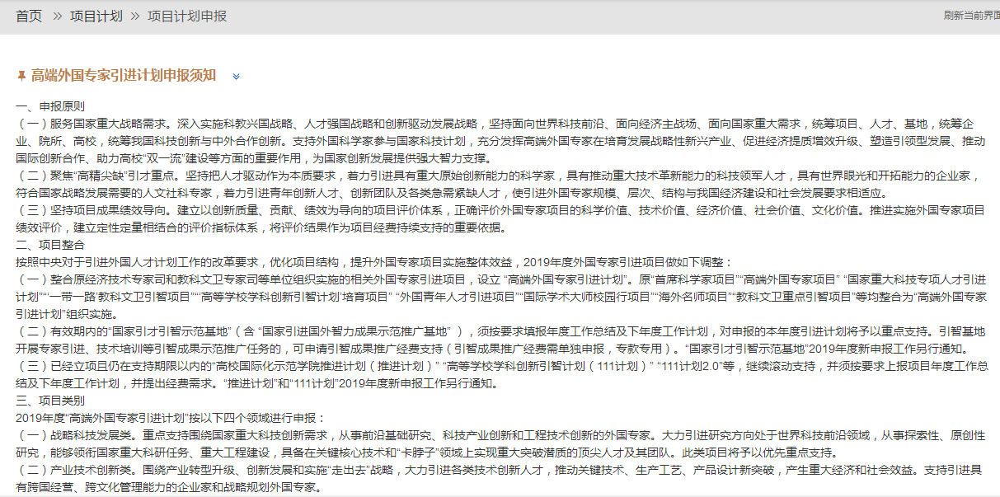 首页 » 项目计划 » 项目计划申报
刷新当前界面
高端外国专家引进计划申报须知
一、申报原则
（一）服务国家重大战略需求。深入实施科教兴国战略、人才强国战略和创新驱动发展战略，坚持面向世界科技前沿、面向经济主战场、面向国家重大需求，统筹项目、人才、基地，统筹企
业、院所、高校，统筹我国科技创新与中外合作创新。支持外国科学家参与国家科技计划，充分发挥高端外国专家在培育发展战略性新兴产业、促进经济提质增效升级、塑造引领型发展、推动
国际创新合作、助力高校“双一流”建设等方面的重要作用，为国家创新发展提供强大智力支撑。
（二）聚焦“高精尖缺”引才重点。坚持把人才驱动作为本质要求，着力引进具有重大原始创新能力的科学家，具有推动重大技术革新能力的科技领军人才，具有世界眼光和开拓能力的企业家，
符合国家战略发展需要的人文社科专家，着力引进青年创新人才、创新团队及各类急需紧缺人才，使引进外国专家规模、层次、结构与我国经济建设和社会发展要求相适应。
（三）坚持项目成果绩效导向。建立以创新质量、贡献、绩效为导向的项目评价体系，正确评价外国专家项目的科学价值、技术价值、经济价值、社会价值、文化价值。推进实施外国专家项目
绩效评价，建立定性定量相结合的评价指标体系，将评价结果作为项目经费持续支持的重要依据。
二、项目整合
按照中央对于引进外国人才计划工作的改革要求，优化项目结构，提升外国专家项目实施整体效益，2019年度外国专家引进项目做如下调整：
（一）整合原经济技术专家司和教科文卫专家司等单位组织实施的相关外国专家引进项目，设立 “高端外国专家引进计划”。原“首席科学家项目”“高端外国专家项目” “国家重大科技专项人才引进
计划”“‘一带一路’教科文卫引智项目”“‘高等学校学科创新引智计划’培育项目” “外国青年人才引进项目”“国际学术大师校园行项目”“海外名师项目”“教科文卫重点引智项目”等均整合为“高端外国专家
引进计划”组织实施。
（二）有效期内的“国家引才引智示范基地”（含 “国家引进国外智力成果示范推广基地” ），须按要求填报年度工作总结及下年度工作计划，对申报的本年度引进计划将予以重点支持。引智基地
开展专家引进、技术培训等引智成果示范推广任务的，可申请引智成果推广经费支持（引智成果推广经费需单独申报，专款专用）。“国家引才引智示范基地”2019年度新申报工作另行通知。
（三）已经立项目仍在支持期限以内的“高校国际化示范学院推进计划（推进计划）” “高等学校学科创新引智计划（111计划）” “111计划2.0”等，继续滚动支持，并须按要求上报项目年度工作总
结及下年度工作计划，并提出经费需求。“推进计划”和“111计划”2019年度新申报工作另行通知。
三、项目类别
2019年度“高端外国专家引进计划”按以下四个领域进行申报：
（一）战略科技发展类。重点支持围绕国家重大科技创新需求，从事前沿基础研究、科技产业创新和工程技术创新的外国专家。大力引进研究方向处于世界科技前沿领域，从事探索性、原创性
研究，能够领衔国家重大科研任务、重大工程建设，具备在关键核心技术和“卡脖子”领域上实现重大突破潜质的顶尖人才及其团队。此类项目将予以优先重点支持。
（二）产业技术创新类。围绕产业转型升级、创新发展和实施“走出去”战略，大力引进各类技术创新人才，推动关键技术、生产工艺、产品设计新突破，产生重大经济和社会效益。支持引进具
有跨国经营、跨文化管理能力的企业家和战略规划外国专家。